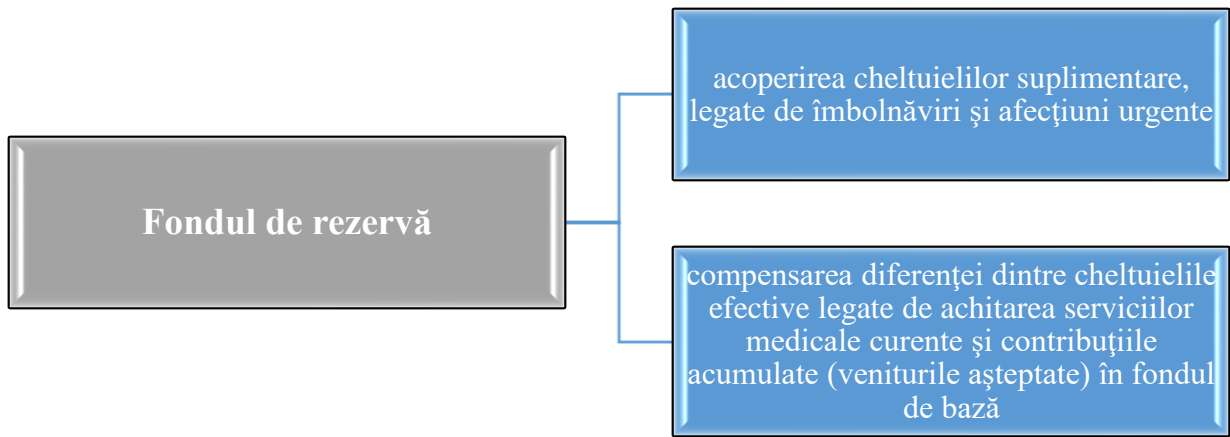 Fondul de rezervă
acoperirea cheltuielilor suplimentare,
legate de îmbolnăviri şi afecţiuni urgente
compensarea diferenţei dintre cheltuielile
efective legate de achitarea serviciilor
medicale curente şi contribuţiile
acumulate (veniturile aşteptate) în fondul
de bază